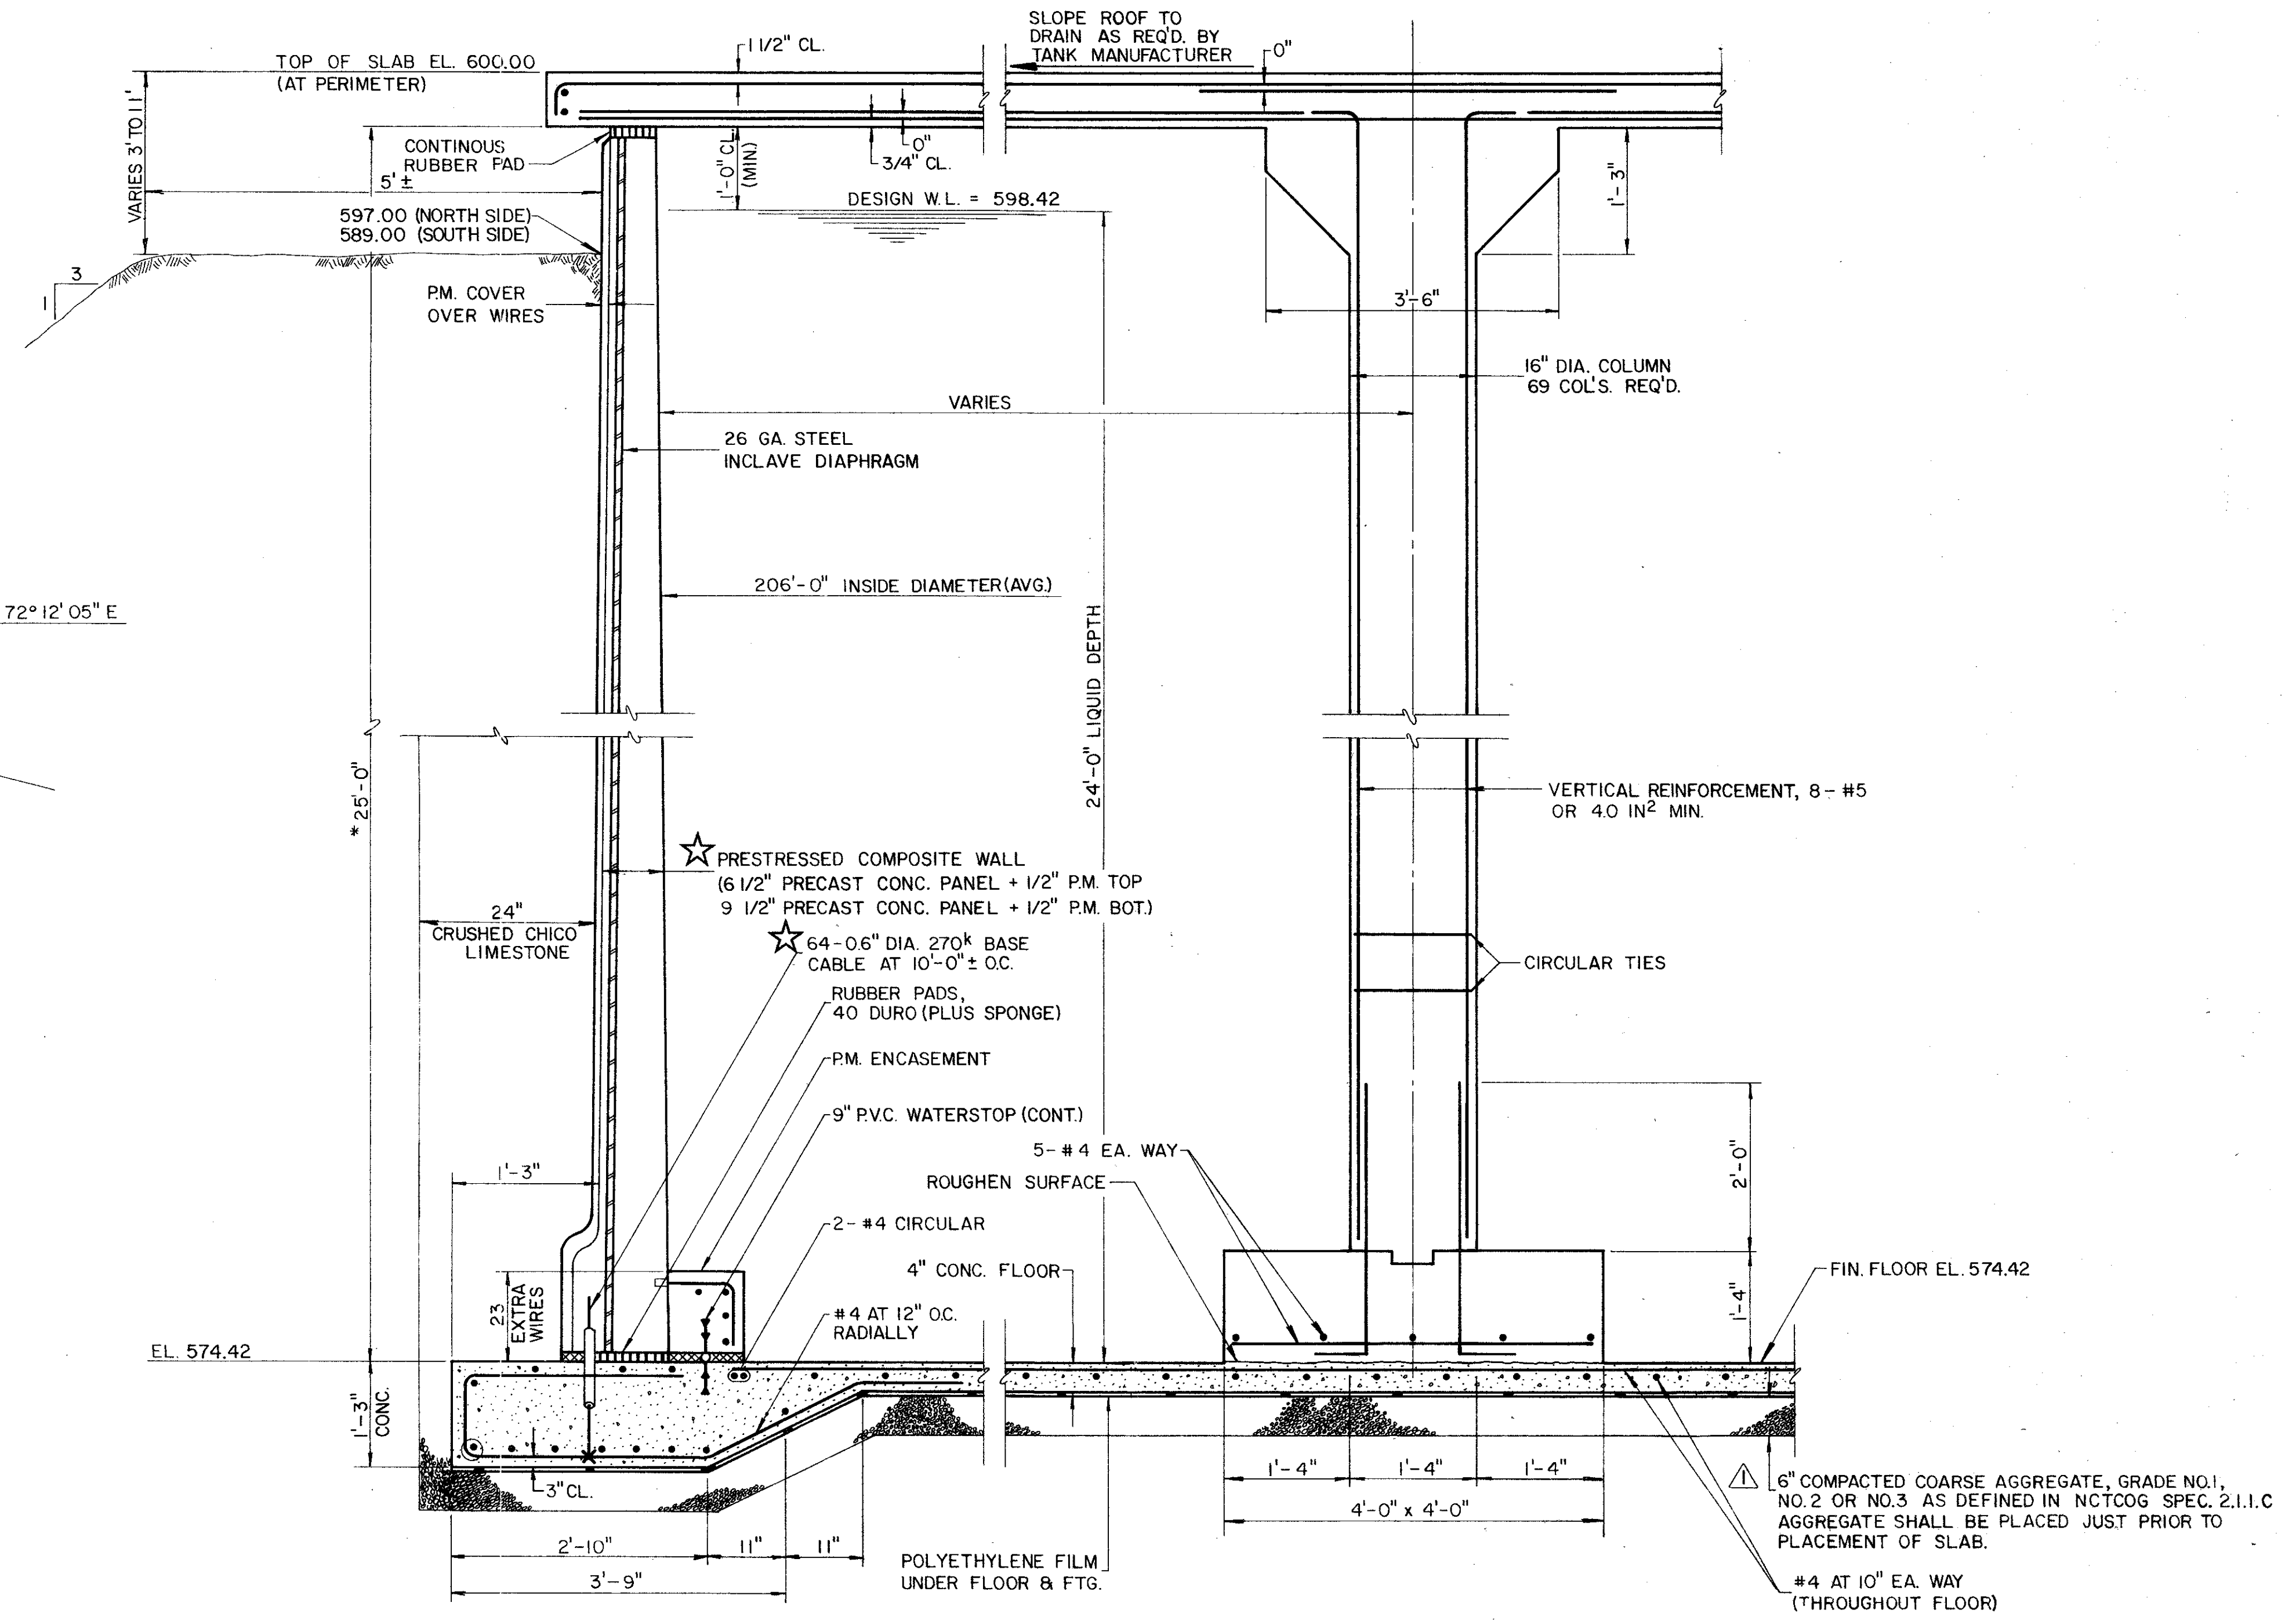 SLOPE ROOF TO
DRAIN AS REQ'D. BY
TANK MANUFACTURER
0"
1 1/2" CL.
TOP OF SLAB EL. 600.00
(AT PERIMETER)
VARIES 3' TO 11'
CONTINOUS
RUBBER PAD
5' ±
1'-0" CL.
(MIN)
0"
3/4" CL.
1'-3"
DESIGN W.L. = 598.42
597.00 (NORTH SIDE)
589.00 (SOUTH SIDE)
3
1
P.M. COVER
OVER WIRES
3'-6"
16" DIA. COLUMN
69 COL'S. REQ'D.
VARIES
26 GA. STEEL
INCLAVE DIAPHRAGM
206'-0" INSIDE DIAMETER (AVG.)
72° 12' 05" E
24'-0" LIQUID DEPTH
*25'-0"
VERTICAL REINFORCEMENT, 8-#5
OR 4.0 IN² MIN.
PRESTRESSED COMPOSITE WALL
(6 1/2" PRECAST CONC. PANEL + 1/2" P.M. TOP
9 1/2" PRECAST CONC. PANEL + 1/2" P.M. BOT.)
24"
CRUSHED CHICO
LIMESTONE
64-0.6" DIA. 270k BASE
CABLE AT 10'-0"± O.C.
CIRCULAR TIES
RUBBER PADS,
40 DURO (PLUS SPONGE)
P.M. ENCASEMENT
9" P.V.C. WATERSTOP (CONT.)
5-#4 EA. WAY
ROUGHEN SURFACE
2'-0"
1'-3"
2-#4 CIRCULAR
4" CONC. FLOOR
FIN. FLOOR EL. 574.42
1'-4"
23
EXTRA
WIRES
#4 AT 12" O.C.
RADIALLY
EL. 574.42
1'-3"
CONC.
3" CL.
1'-4"
1'-4"
1'-4"
4'-0" x 4'-0"
1
6" COMPACTED COARSE AGGREGATE, GRADE NO.1,
NO.2 OR NO.3 AS DEFINED IN NCTCOG SPEC. 2.1.1.C
AGGREGATE SHALL BE PLACED JUST PRIOR TO
PLACEMENT OF SLAB.
2'-10"
11"
11"
3'-9"
POLYETHYLENE FILM
UNDER FLOOR & FTG.
#4 AT 10" EA. WAY
(THROUGHOUT FLOOR)